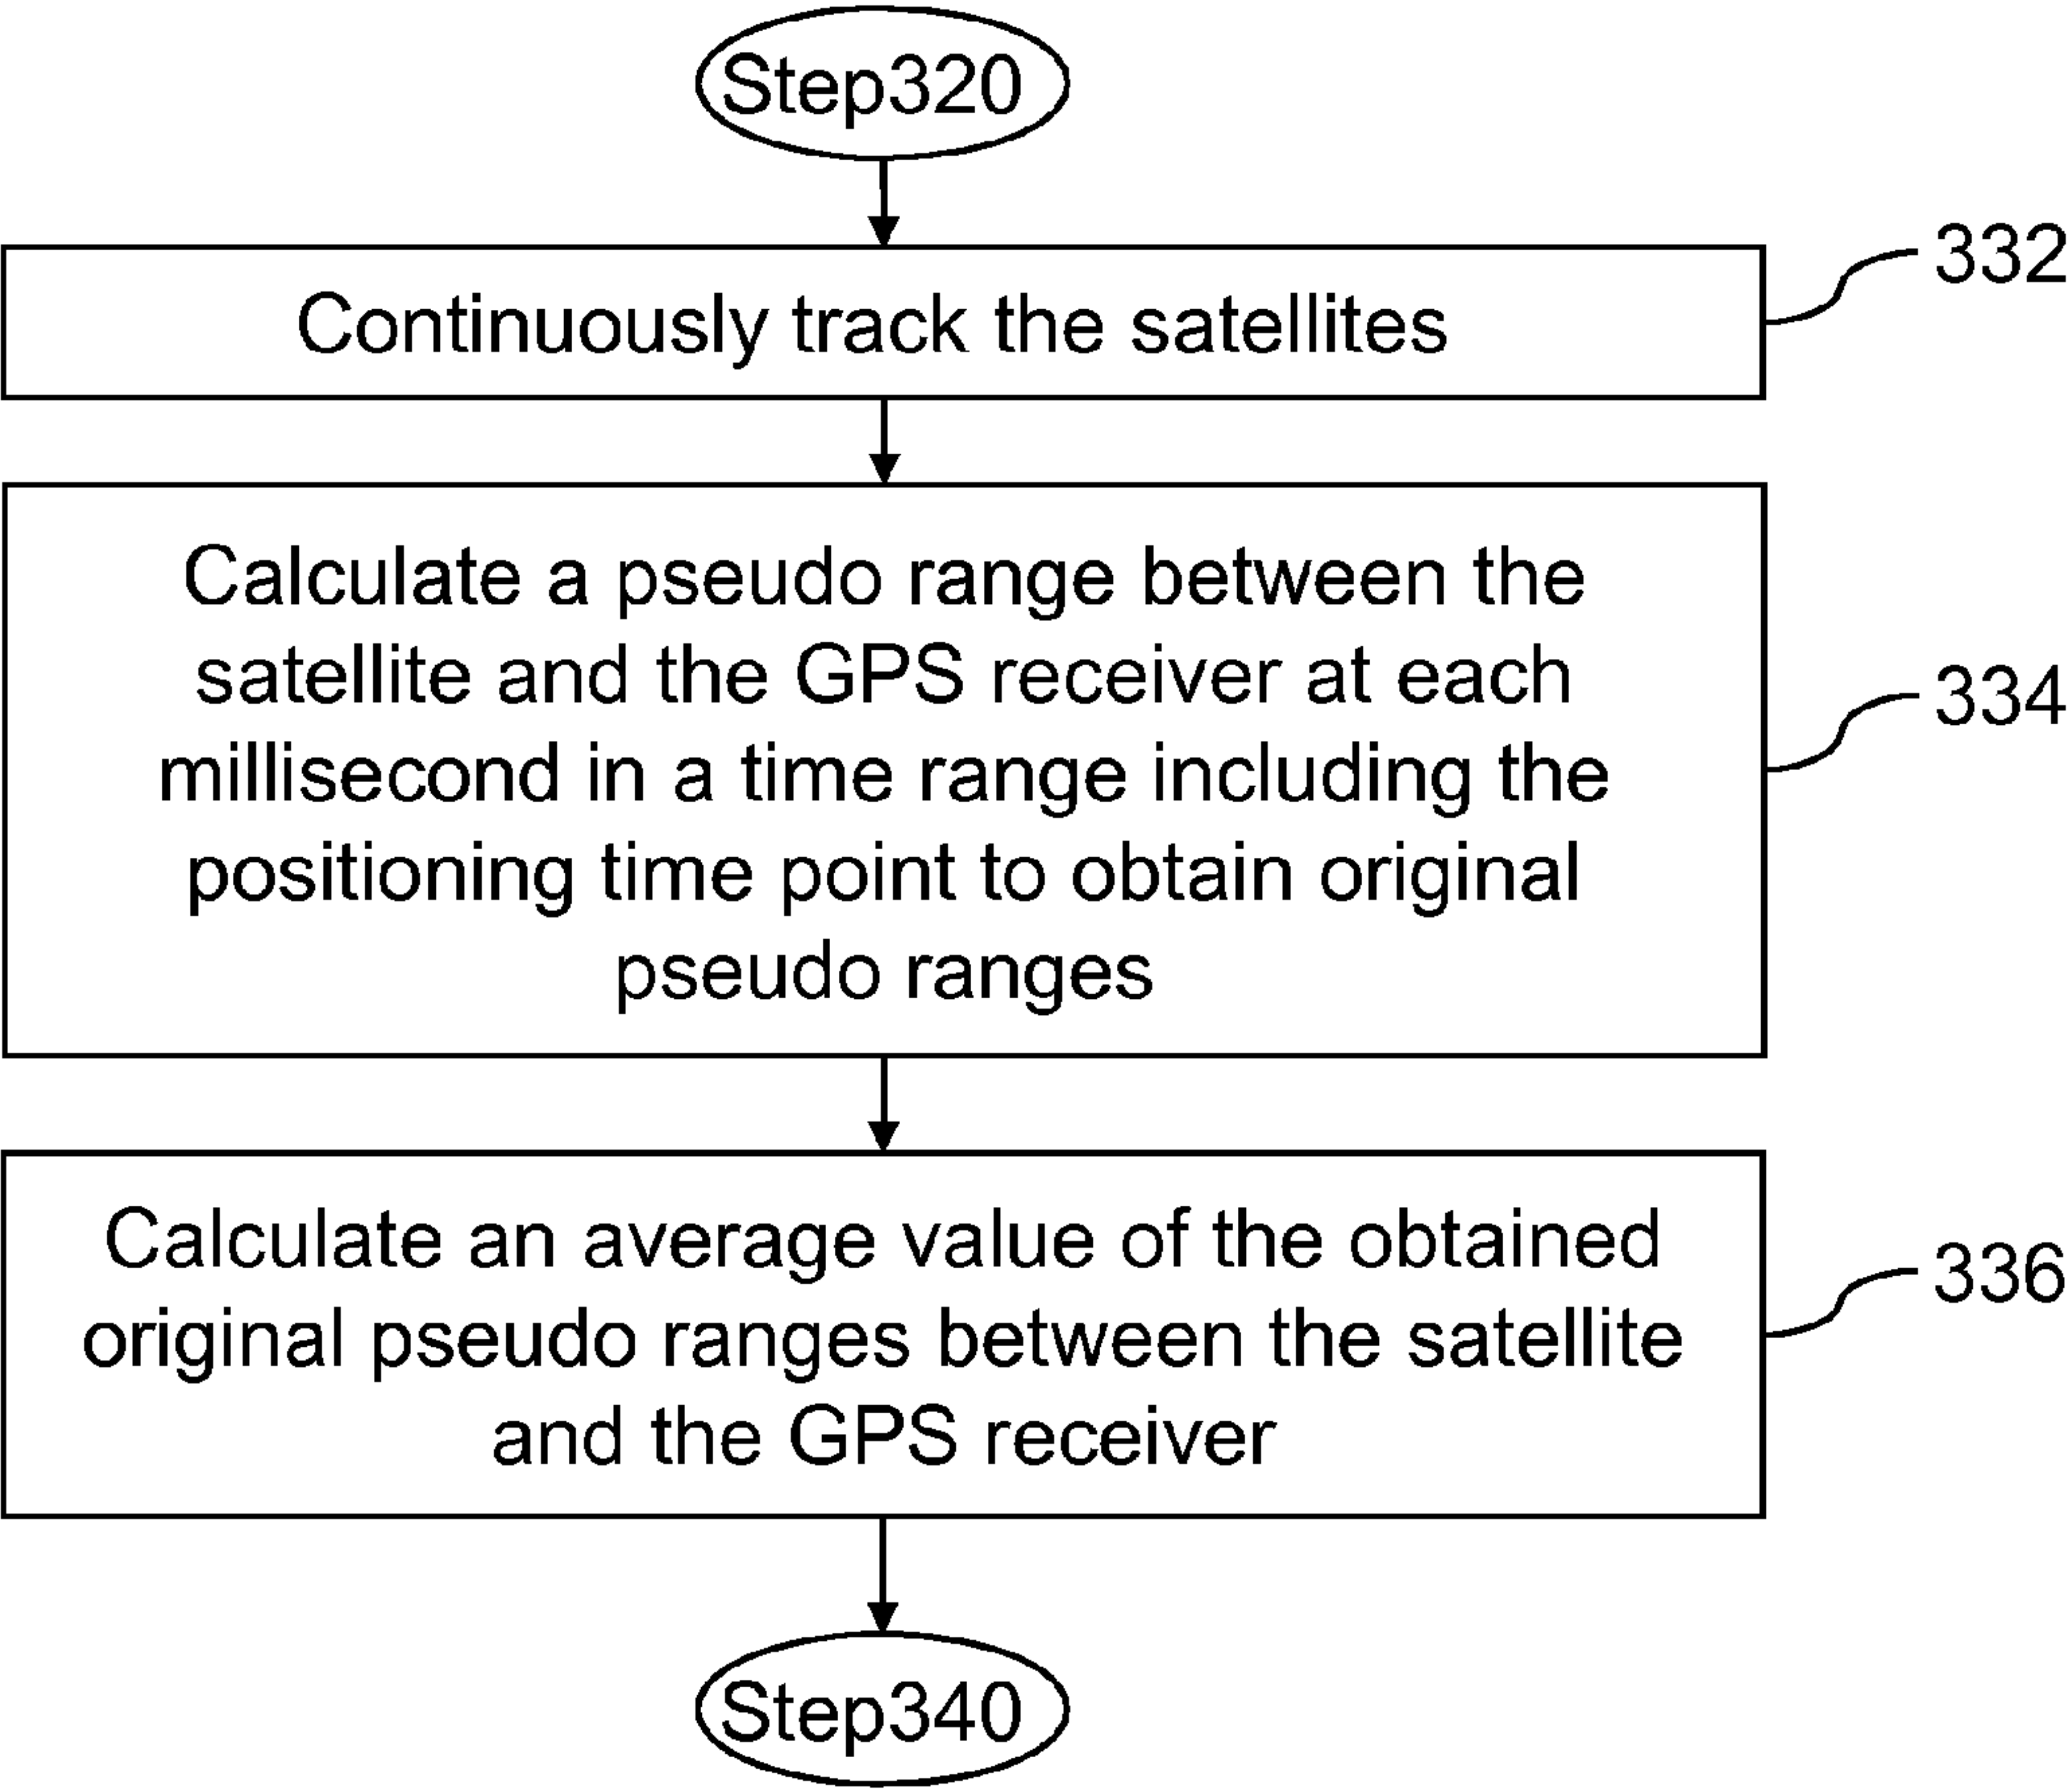 Step320
332
Continuously track the satellites
Calculate a pseudo range between the
satellite and the GPS receiver at each
334
millisecond in a time range including the
positioning time point to obtain original
pseudo ranges
Calculate an average value of the obtained
336
original pseudo ranges between the satellite
and the GPS receiver
Step340